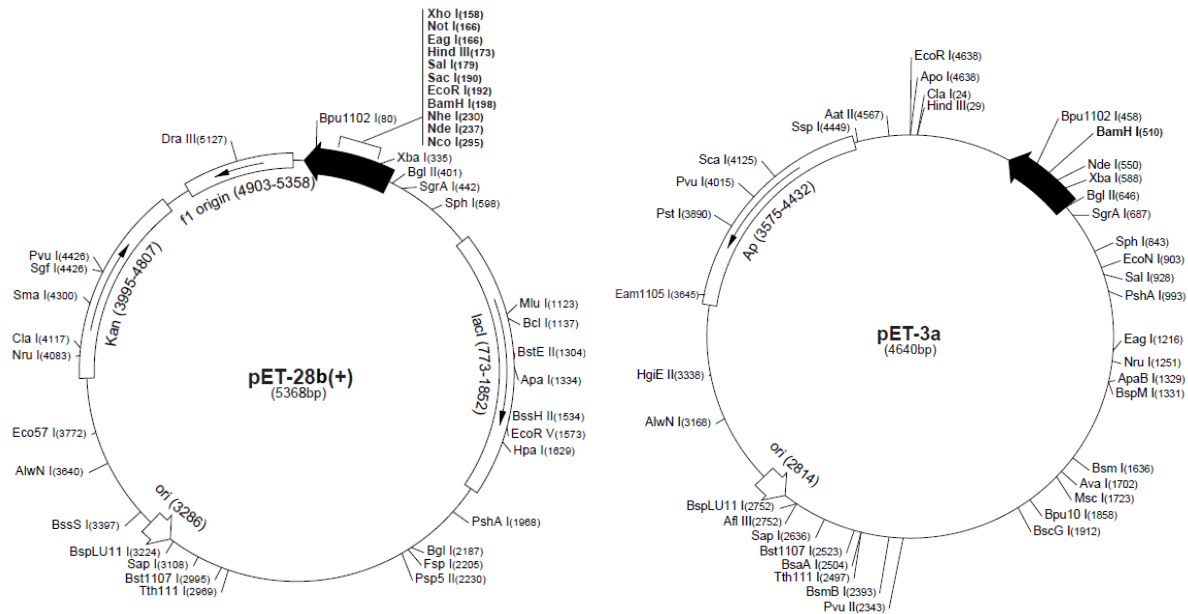 Xho I(158)
Not I(166)
Eag I(166)
Hind III(173)
Sal I(179)
Sac I(190)
EcoR I(192)
BamH I(198)
Nhe I(230)
Nde I(237)
Nco I(295)
Bpu1102 I(80)
Dra III(5127)
Xba I(335)
Bgl II(401)
SgrA I(442)
Sph I(598)
f1 origin (4903-5358)
Pvu I(4426)
Sgf I(4426)
Sma I(4300)
Kan (3995-4807)
Cla I(4117)
Nru I(4083)
lacI (773-1852)
Mlu I(1123)
Bcl I(1137)
BstE II(1304)
Apa I(1334)
BssH II(1534)
EcoR V(1573)
Hpa I(1629)
pET-28b(+)
(5368bp)
Eco57 I(3772)
AlwN I(3640)
ori (3286)
BssS I(3397)
PshA I(1968)
BspLU11 I(3224)
Sap I(3108)
Bst1107 I(2995)
Tth111 I(2969)
Bgl I(2187)
Fsp I(2205)
Psp5 II(2230)
EcoR I(4638)
Apo I(4638)
Cla I(24)
Hind III(29)
Aat II(4567)
Ssp I(4449)
Bpu1102 I(458)
BamH I(510)
Sca I(4125)
Pvu I(4015)
Pst I(3890)
Nde I(550)
Xba I(588)
Bgl II(646)
SgrA I(687)
Ap (3575-4432)
Sph I(843)
EcoN I(903)
Sal I(928)
PshA I(993)
Eam1105 I(3645)
pET-3a
(4640bp)
Eag I(1216)
Nru I(1251)
ApaB I(1329)
BspM I(1331)
HgiE II(3338)
AlwN I(3168)
ori (2814)
Bsm I(1636)
Ava I(1702)
Msc I(1723)
Bpu10 I(1858)
BscG I(1912)
BspLU11 I(2752)
Afl III(2752)
Sap I(2636)
Bst1107 I(2523)
BsaA I(2504)
Tth111 I(2497)
BsmB I(2393)
Pvu II(2343)